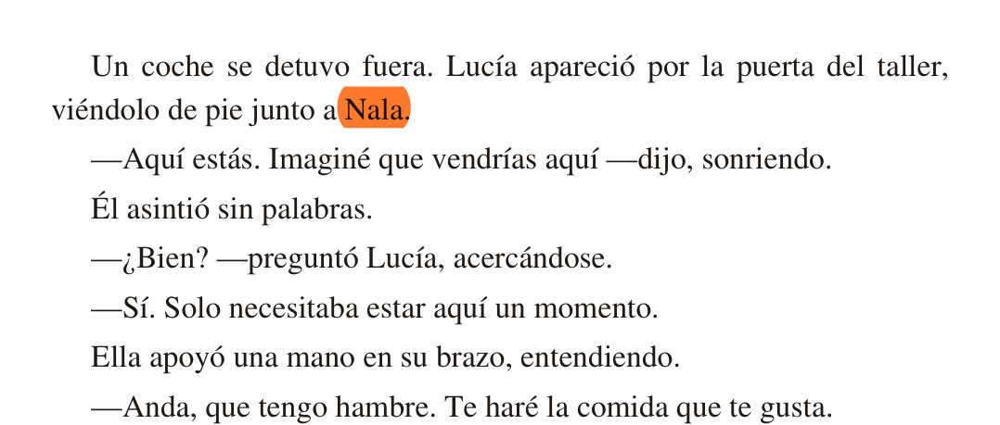 Un coche se detuvo fuera. Lucía apareció por la puerta del taller,
viéndolo de pie junto a Nala.
—Aquí estás. Imaginé que vendrías aquí —dijo, sonriendo.
Él asintió sin palabras.
—¿Bien? —preguntó Lucía, acercándose.
—Sí. Solo necesitaba estar aquí un momento.
Ella apoyó una mano en su brazo, entendiendo.
—Anda, que tengo hambre. Te haré la comida que te gusta.